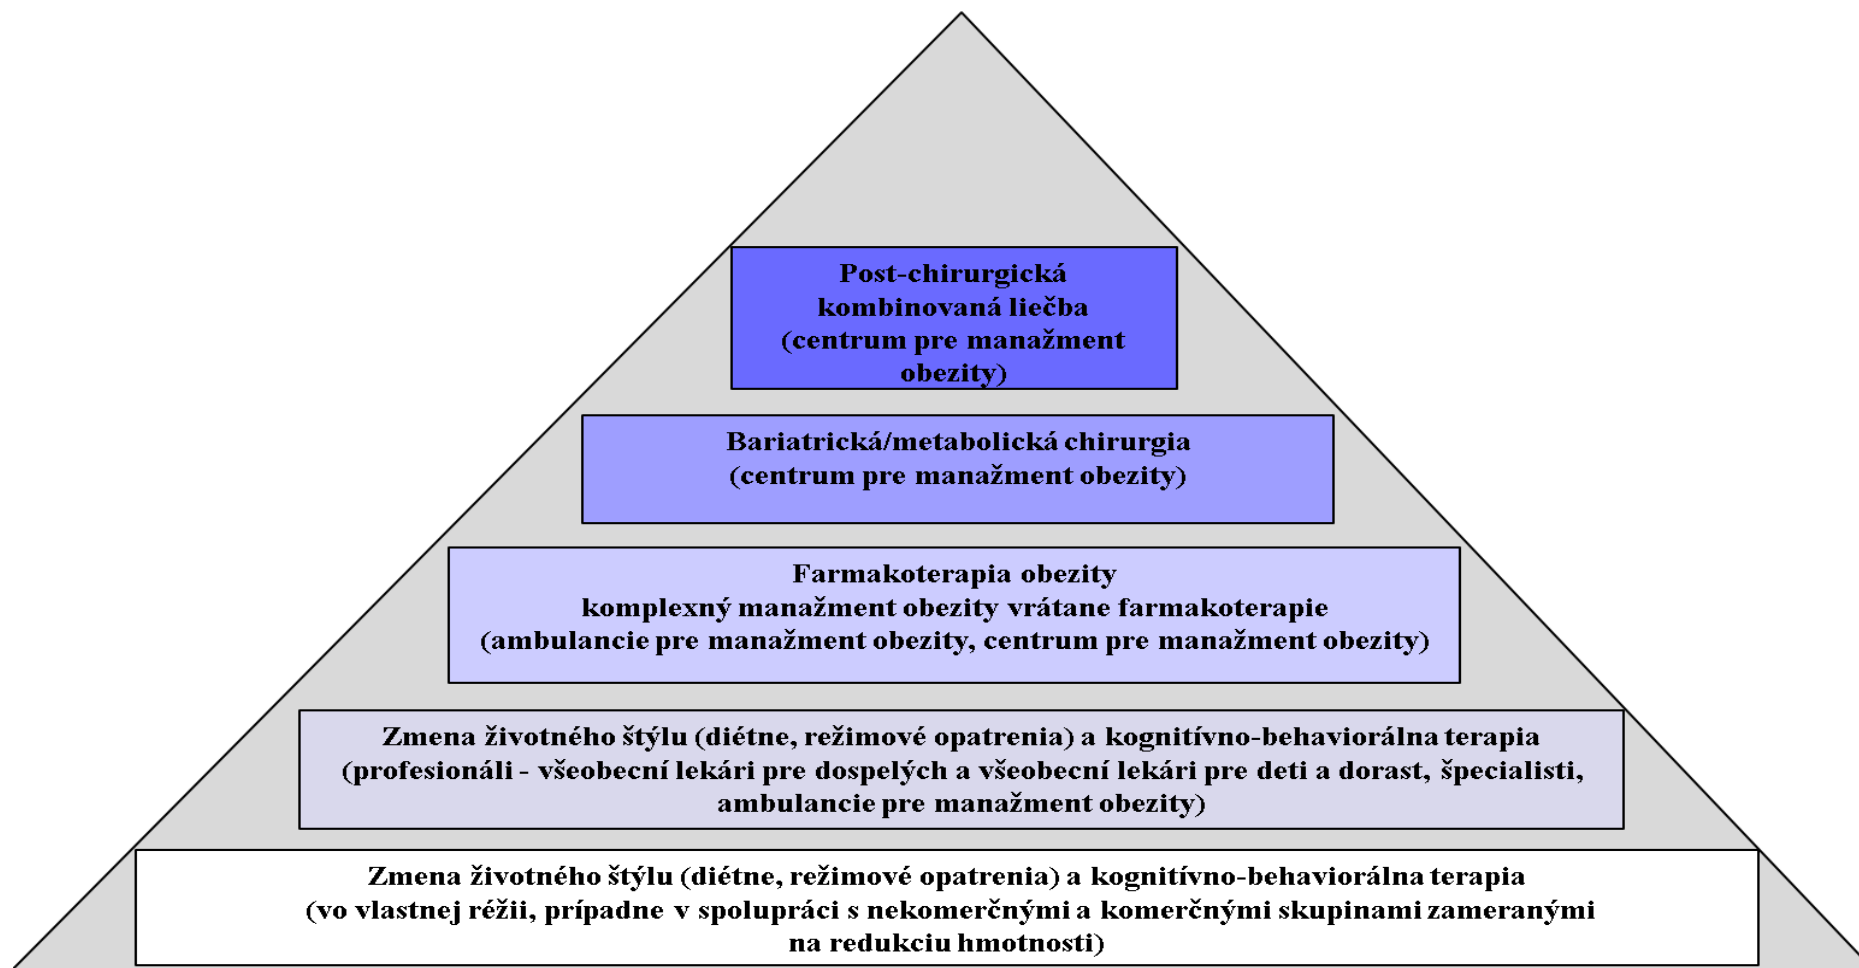 Post-chirurgická
kombinovaná liečba
(centrum pre manažment
obezity)
Bariatrická/metabolická chirurgia
(centrum pre manažment obezity)
Farmakoterapia obezity
komplexný manažment obezity vrátane farmakoterapie
(ambulancie pre manažment obezity, centrum pre manažment obezity)
Zmena životného štýlu (diétne, režimové opatrenia) a kognitívno-behaviorálna terapia
(profesionáli - všeobecní lekári pre dospelých a všeobecní lekári pre deti a dorast, špecialisti,
ambulancie pre manažment obezity)
Zmena životného štýlu (diétne, režimové opatrenia) a kognitívno-behaviorálna terapia
(vo vlastnej réžii, prípadne v spolupráci s nekomerčnými a komerčnými skupinami zameranými
na redukciu hmotnosti)